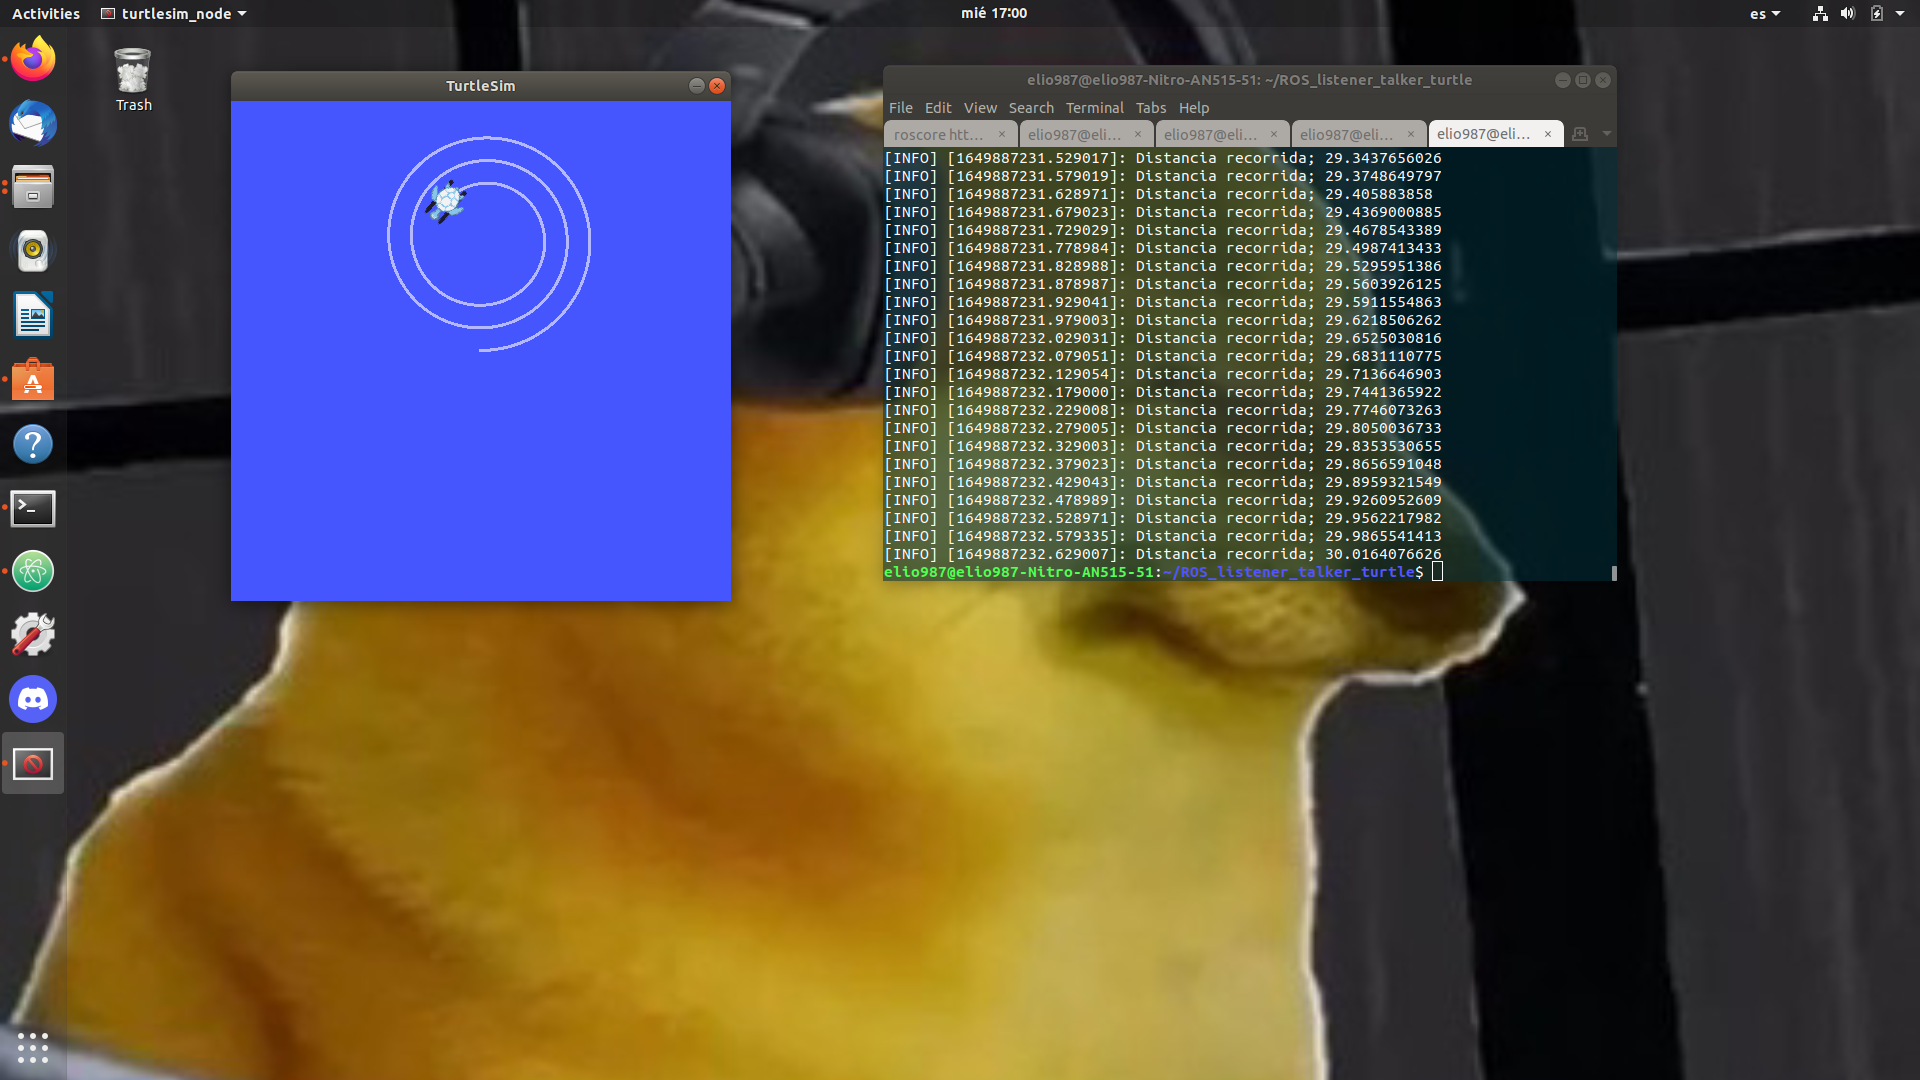 Activities turtlesim_node mié 17:00 es
Trash
TurtleSim
elio987@elio987-Nitro-AN515-51: ~/ROS_listener_talker_turtle
File Edit View Search Terminal Tabs Help
roscore htt… × elio987@eli… × elio987@eli… × elio987@eli… × elio987@eli… ×
[INFO] [1649887231.529017]: Distancia recorrida; 29.3437656026
[INFO] [1649887231.579019]: Distancia recorrida; 29.3748649797
[INFO] [1649887231.628971]: Distancia recorrida; 29.405883858
[INFO] [1649887231.679023]: Distancia recorrida; 29.4369000885
[INFO] [1649887231.729029]: Distancia recorrida; 29.4678543389
[INFO] [1649887231.778984]: Distancia recorrida; 29.4987413433
[INFO] [1649887231.828988]: Distancia recorrida; 29.5295951386
[INFO] [1649887231.878987]: Distancia recorrida; 29.5603926125
[INFO] [1649887231.929041]: Distancia recorrida; 29.5911554863
[INFO] [1649887231.979003]: Distancia recorrida; 29.6218506262
[INFO] [1649887232.029031]: Distancia recorrida; 29.6525030816
[INFO] [1649887232.079051]: Distancia recorrida; 29.6831110775
[INFO] [1649887232.129054]: Distancia recorrida; 29.7136646903
[INFO] [1649887232.179000]: Distancia recorrida; 29.7441365922
[INFO] [1649887232.229008]: Distancia recorrida; 29.7746073263
[INFO] [1649887232.279005]: Distancia recorrida; 29.8050036733
[INFO] [1649887232.329003]: Distancia recorrida; 29.8353530655
[INFO] [1649887232.379023]: Distancia recorrida; 29.8656591048
[INFO] [1649887232.429043]: Distancia recorrida; 29.8959321549
[INFO] [1649887232.478989]: Distancia recorrida; 29.9260952609
[INFO] [1649887232.528971]: Distancia recorrida; 29.9562217982
[INFO] [1649887232.579335]: Distancia recorrida; 29.9865541413
[INFO] [1649887232.629007]: Distancia recorrida; 30.0164076626
elio987@elio987-Nitro-AN515-51:~/ROS_listener_talker_turtle$